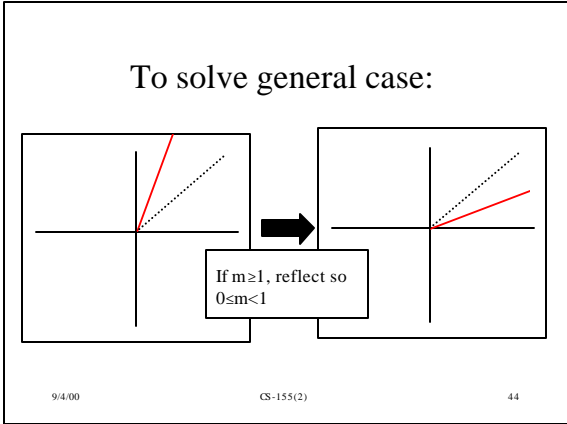 To solve general case:
If m≥1, reflect so
0≤m<1
9/4/00
CS-155(2)
44